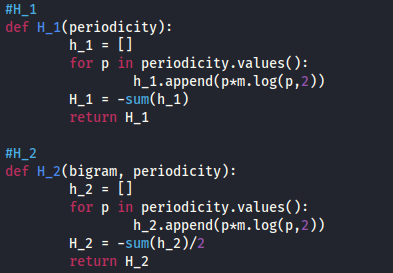 #H_1
def H_1(periodicity):
        h_1 = []
        for p in periodicity.values():
                h_1.append(p*m.log(p,2))
        H_1 = -sum(h_1)
        return H_1

#H_2
def H_2(bigram, periodicity):
        h_2 = []
        for p in periodicity.values():
                h_2.append(p*m.log(p,2))
        H_2 = -sum(h_2)/2
        return H_2